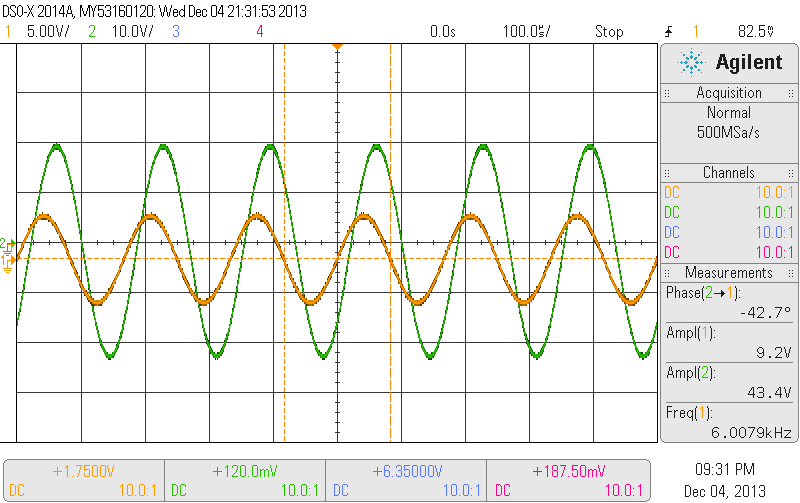 DSO-X 2014A, MY53160120: Wed Dec 04 21:31:53 2013
1 5.00V/ 2 10.0V/ 3 4 0.0s 100.0µs/ Stop 1 82.5%
Agilent
Acquisition
Normal
500MSa/s
Channels
DC 10.0:1
DC 10.0:1
DC 10.0:1
DC 10.0:1
Measurements
Phase(2→1):
-42.7°
Ampl(1):
9.2V
Ampl(2):
43.4V
Freq(1):
6.0079kHz
2
1
+1.7500V +120.0mV +6.35000V +187.50mV
DC 10.0:1 DC 10.0:1 DC 10.0:1 DC 10.0:1
09:31 PM
Dec 04, 2013